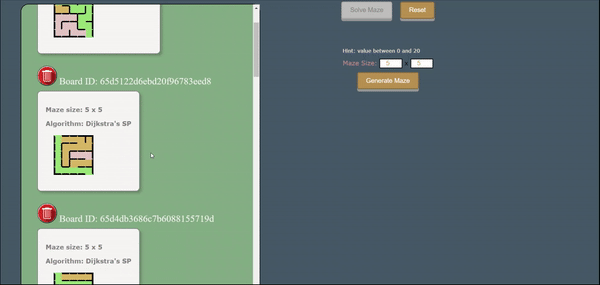 Solve Maze
Reset
Hint: value between 0 and 20
Maze Size: 5 x 5
Generate Maze
Board ID: 65d5122d6ebd20f96783eed8
Maze size: 5 x 5
Algorithm: Dijkstra's SP
Board ID: 65d4db3686c7b6088155719d
Maze size: 5 x 5
Algorithm: Dijkstra's SP